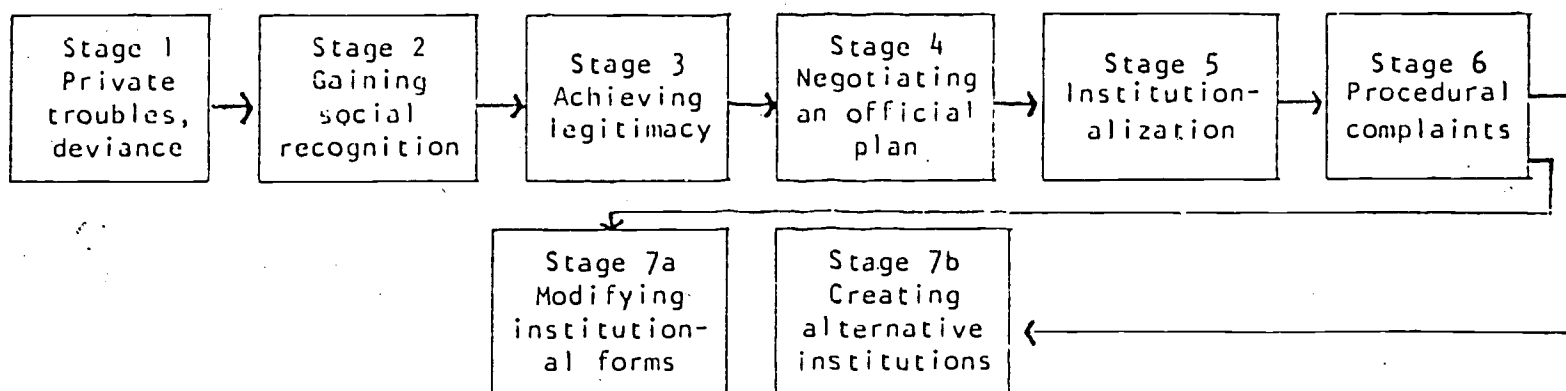 Stage 1
Private
troubles,
deviance
Stage 2
Gaining
social
recognition
Stage 3
Achieving
legitimacy
Stage 4
Negotiating
an official
plan
Stage 5
Institution-
alization
Stage 6
Procedural
complaints
Stage 7a
Modifying
institution-
al forms
Stage 7b
Creating
alternative
institutions